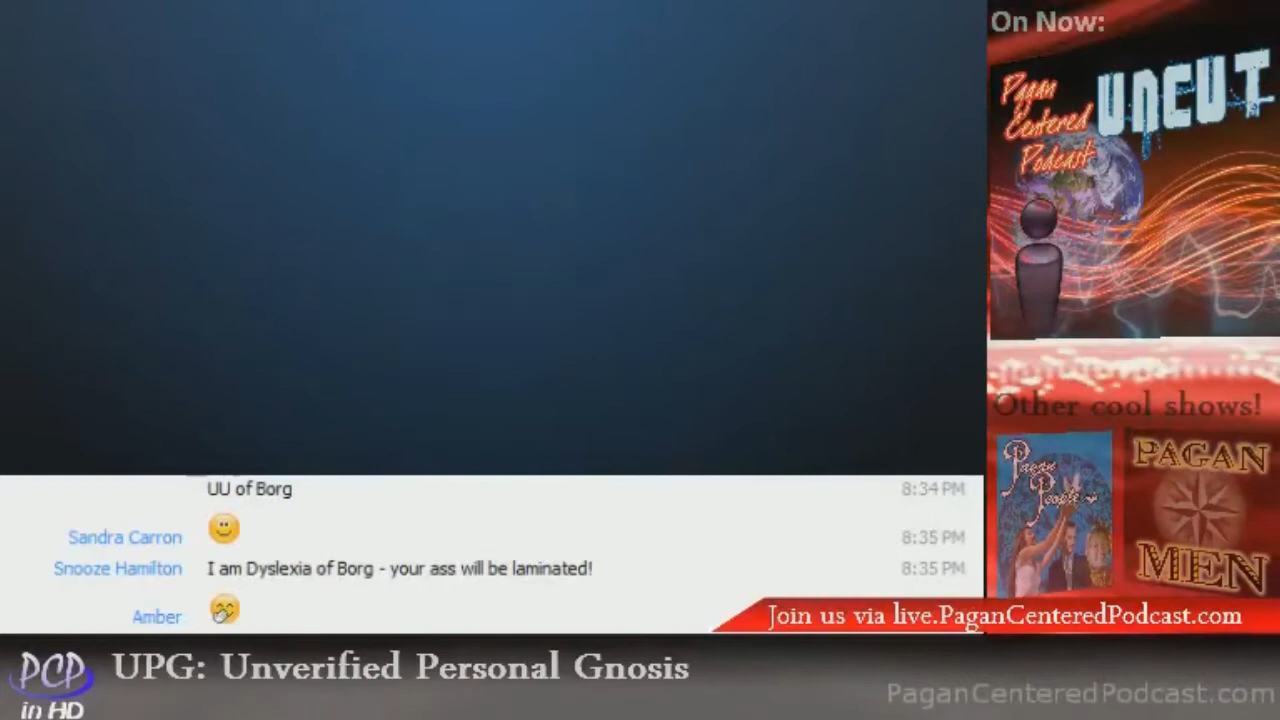 On Now:
Pagan
Centered
Podcast
UNCUT
Other cool shows!
Pagan
People
PAGAN
MEN
UU of Borg 8:34 PM
Sandra Carron 8:35 PM
Snooze Hamilton I am Dyslexia of Borg - your ass will be laminated! 8:35 PM
Amber
Join us via live.PaganCenteredPodcast.com
PCP
in HD
UPG: Unverified Personal Gnosis
PaganCenteredPodcast.com